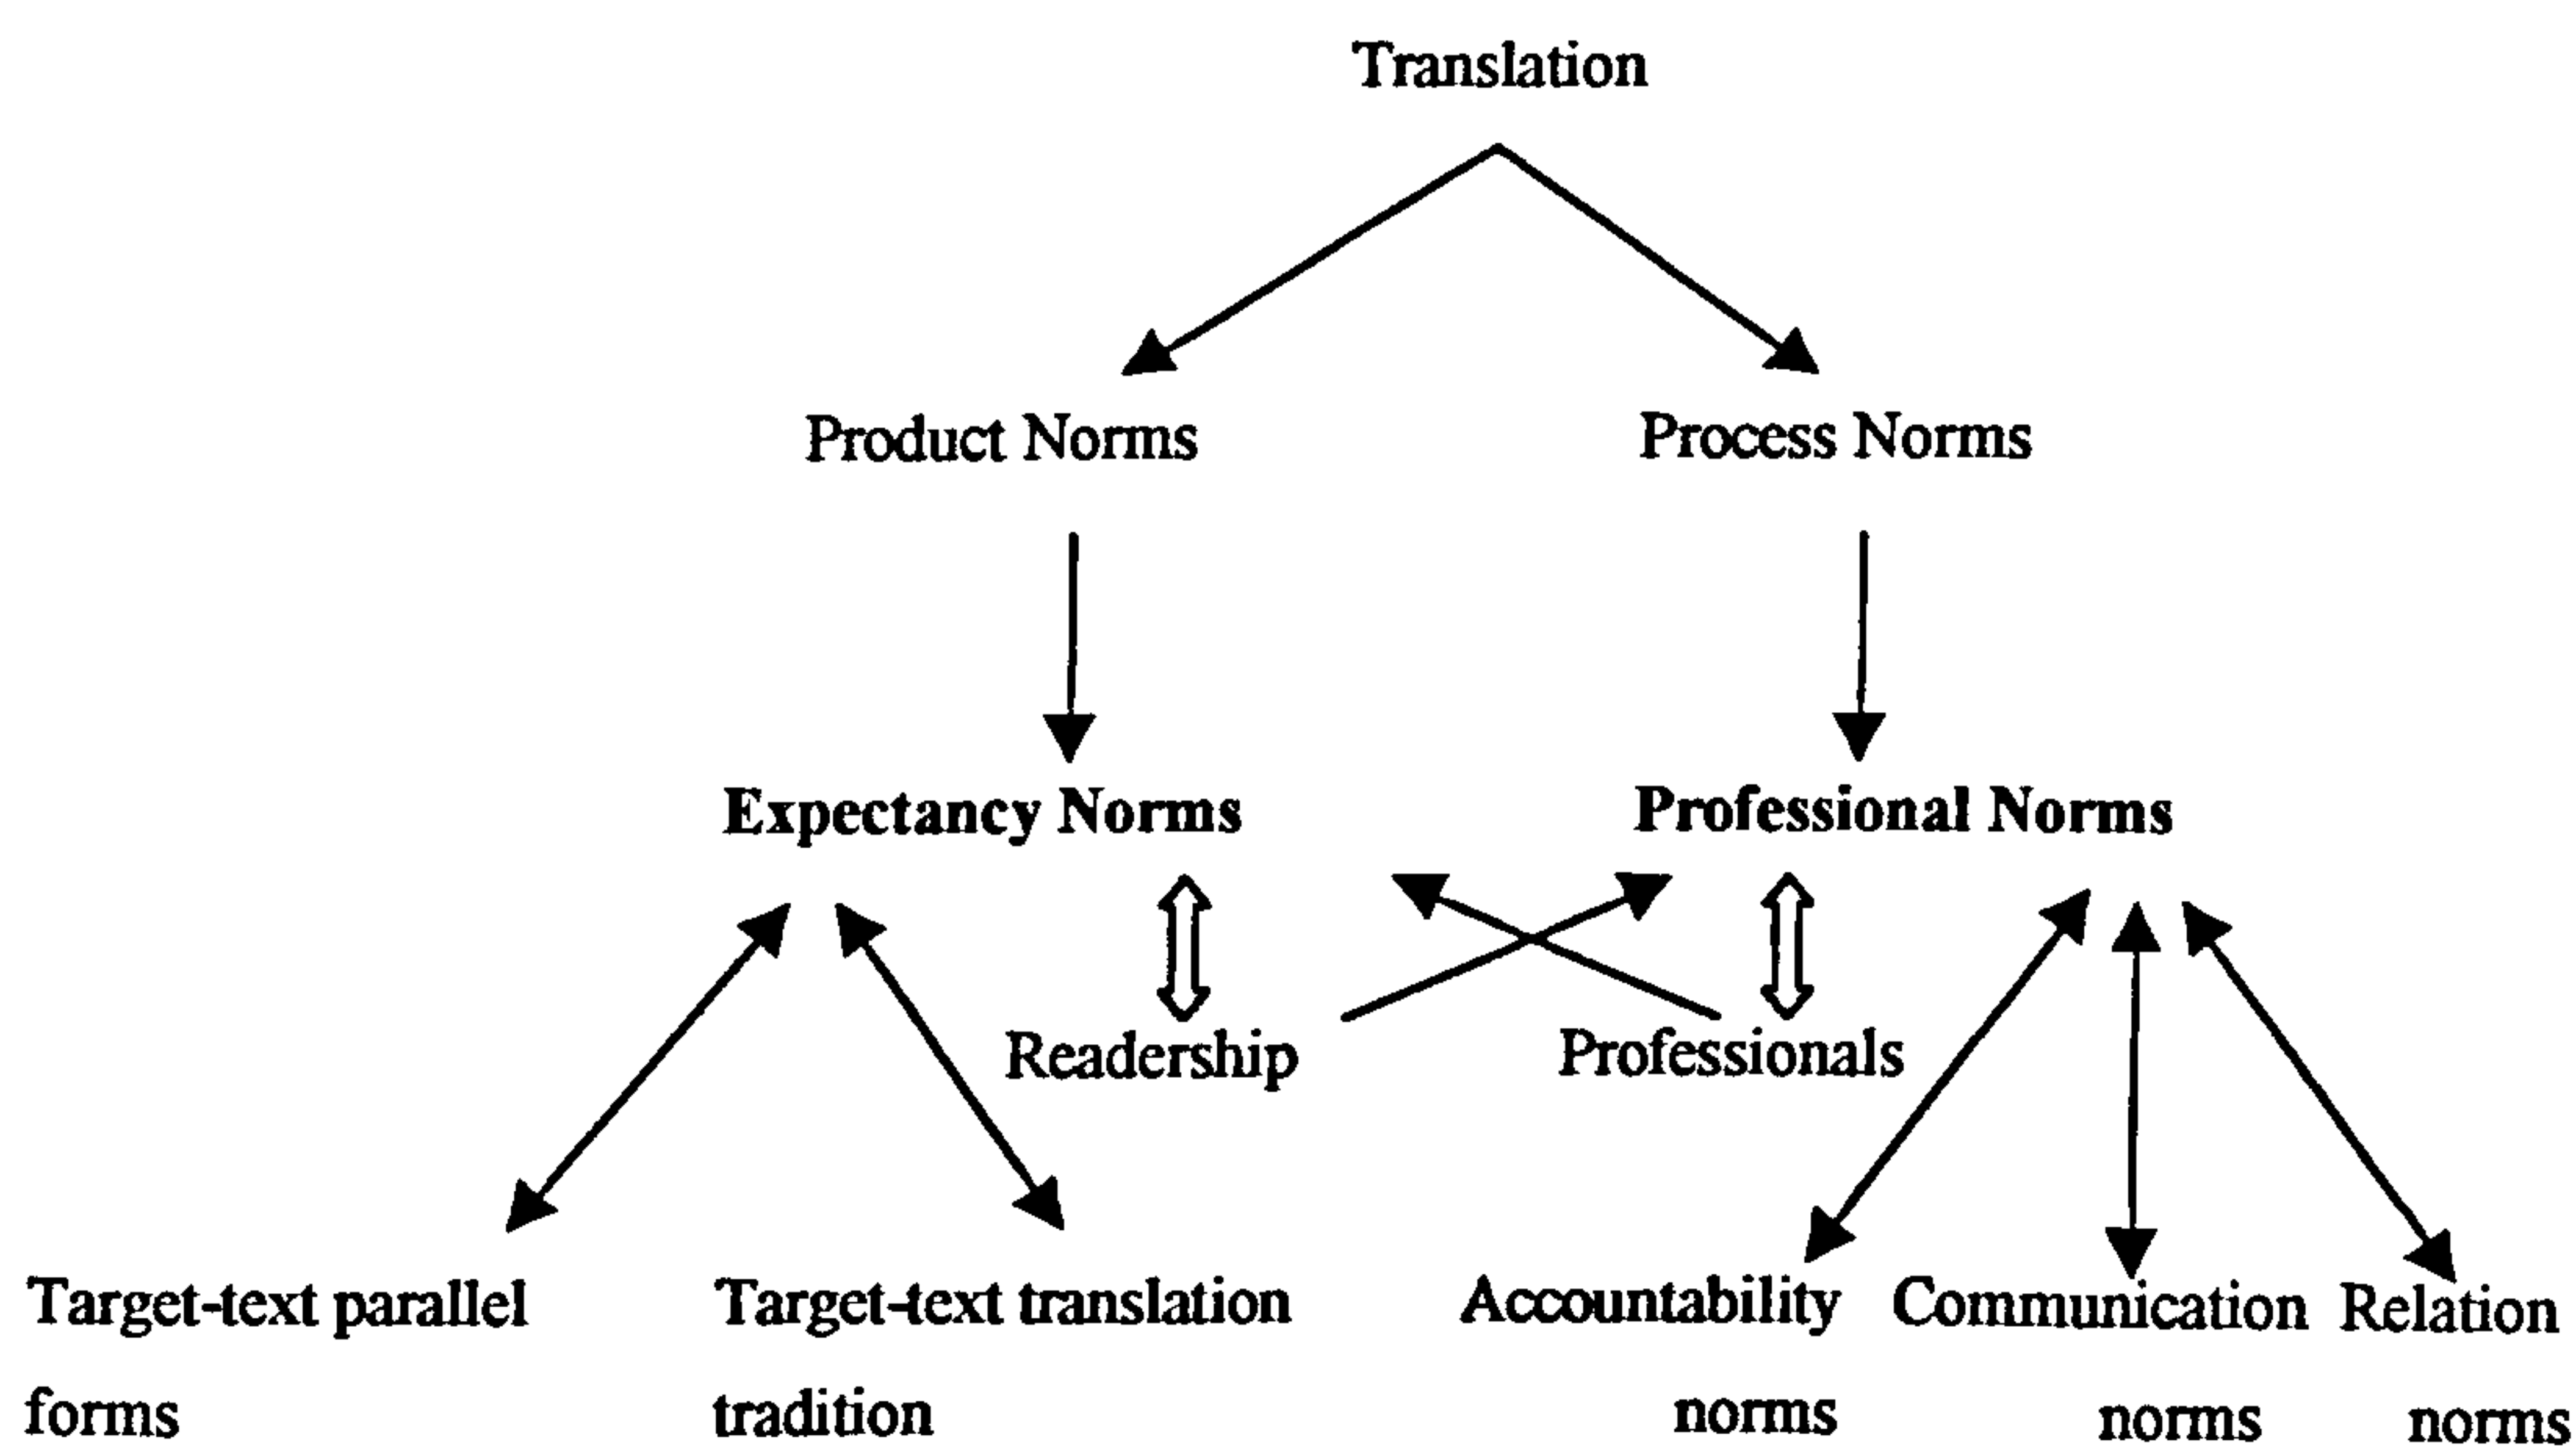 Translation
Product Norms
Process Norms
Expectancy Norms
Professional Norms
Readership
Professionals
Target-text parallel
forms
Target-text translation
tradition
Accountability
norms
Communication
norms
Relation
norms